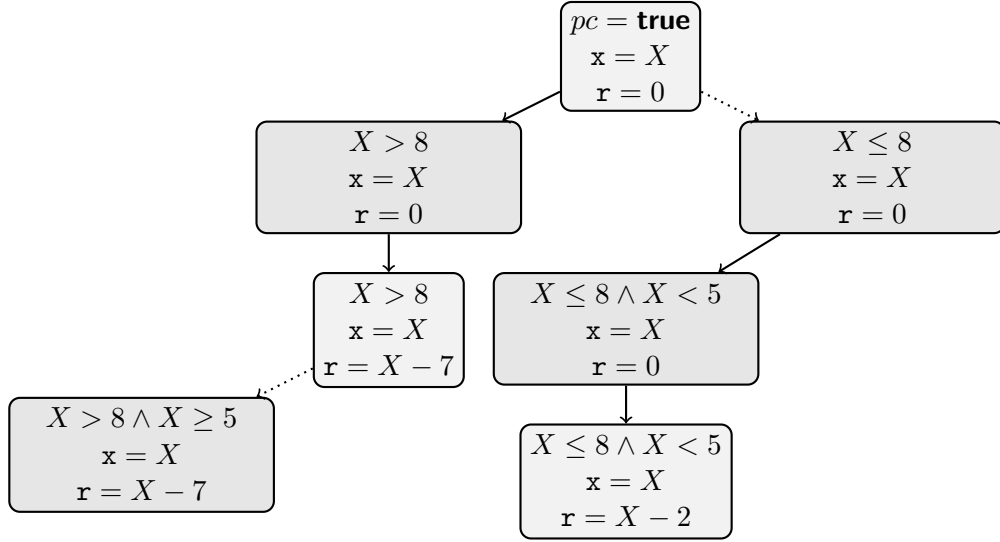 pc = true
x = X
r = 0
X > 8
x = X
r = 0
X ≤ 8
x = X
r = 0
X > 8
x = X
r = X − 7
X ≤ 8 ∧ X < 5
x = X
r = 0
X > 8 ∧ X ≥ 5
x = X
r = X − 7
X ≤ 8 ∧ X < 5
x = X
r = X − 2